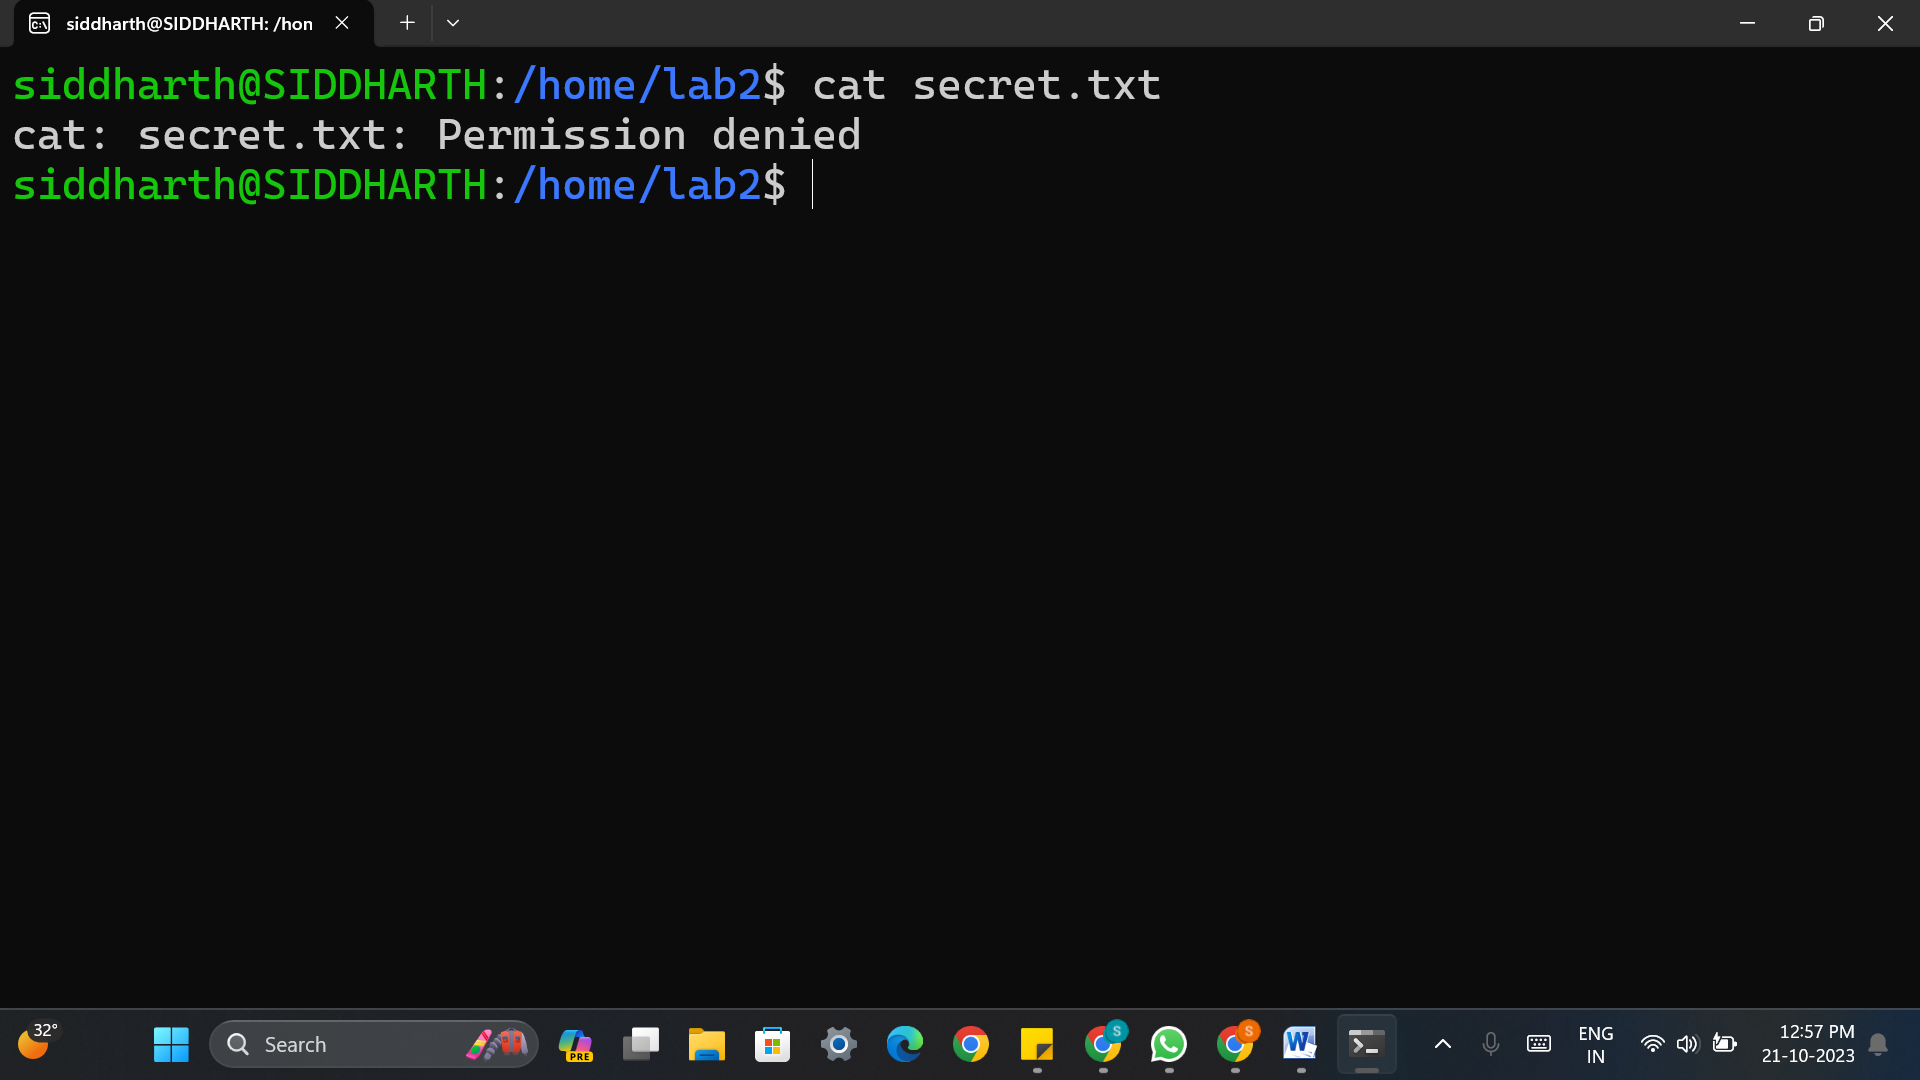 siddharth@SIDDHARTH: /hon
siddharth@SIDDHARTH:/home/lab2$ cat secret.txt
cat: secret.txt: Permission denied
siddharth@SIDDHARTH:/home/lab2$
32°
Search
PRE
S
S
W
ENG
IN
12:57 PM
21-10-2023